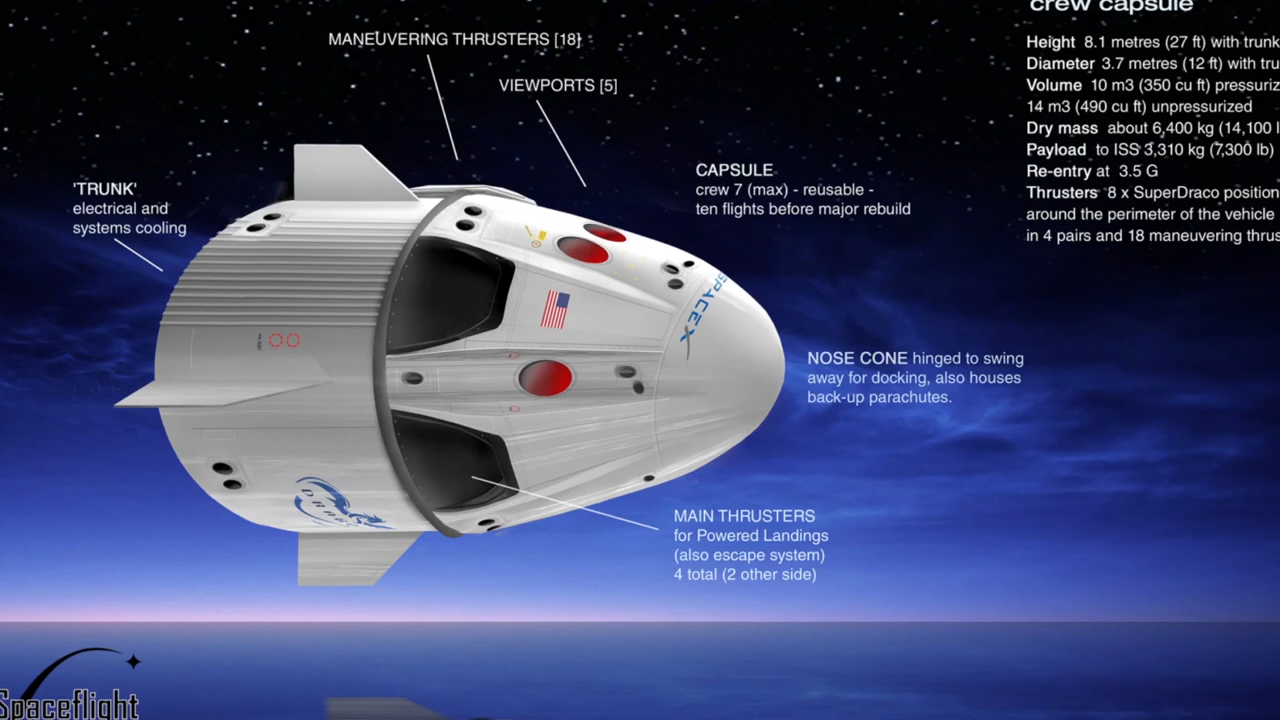 crew capsule
MANEUVERING THRUSTERS [18]
VIEWPORTS [5]
Height 8.1 metres (27 ft) with trunk
Diameter 3.7 metres (12 ft) with tru
Volume 10 m3 (350 cu ft) pressuriz
14 m3 (490 cu ft) unpressurized
Dry mass about 6,400 kg (14,100 l
Payload to ISS 3,310 kg (7,300 lb)
Re-entry at 3.5 G
Thrusters 8 x SuperDraco position
around the perimeter of the vehicle
in 4 pairs and 18 maneuvering thrus
CAPSULE
crew 7 (max) - reusable -
ten flights before major rebuild
'TRUNK'
electrical and
systems cooling
SPACEX
NOSE CONE hinged to swing
away for docking, also houses
back-up parachutes.
DRAGO
MAIN THRUSTERS
for Powered Landings
(also escape system)
4 total (2 other side)
Spaceflight